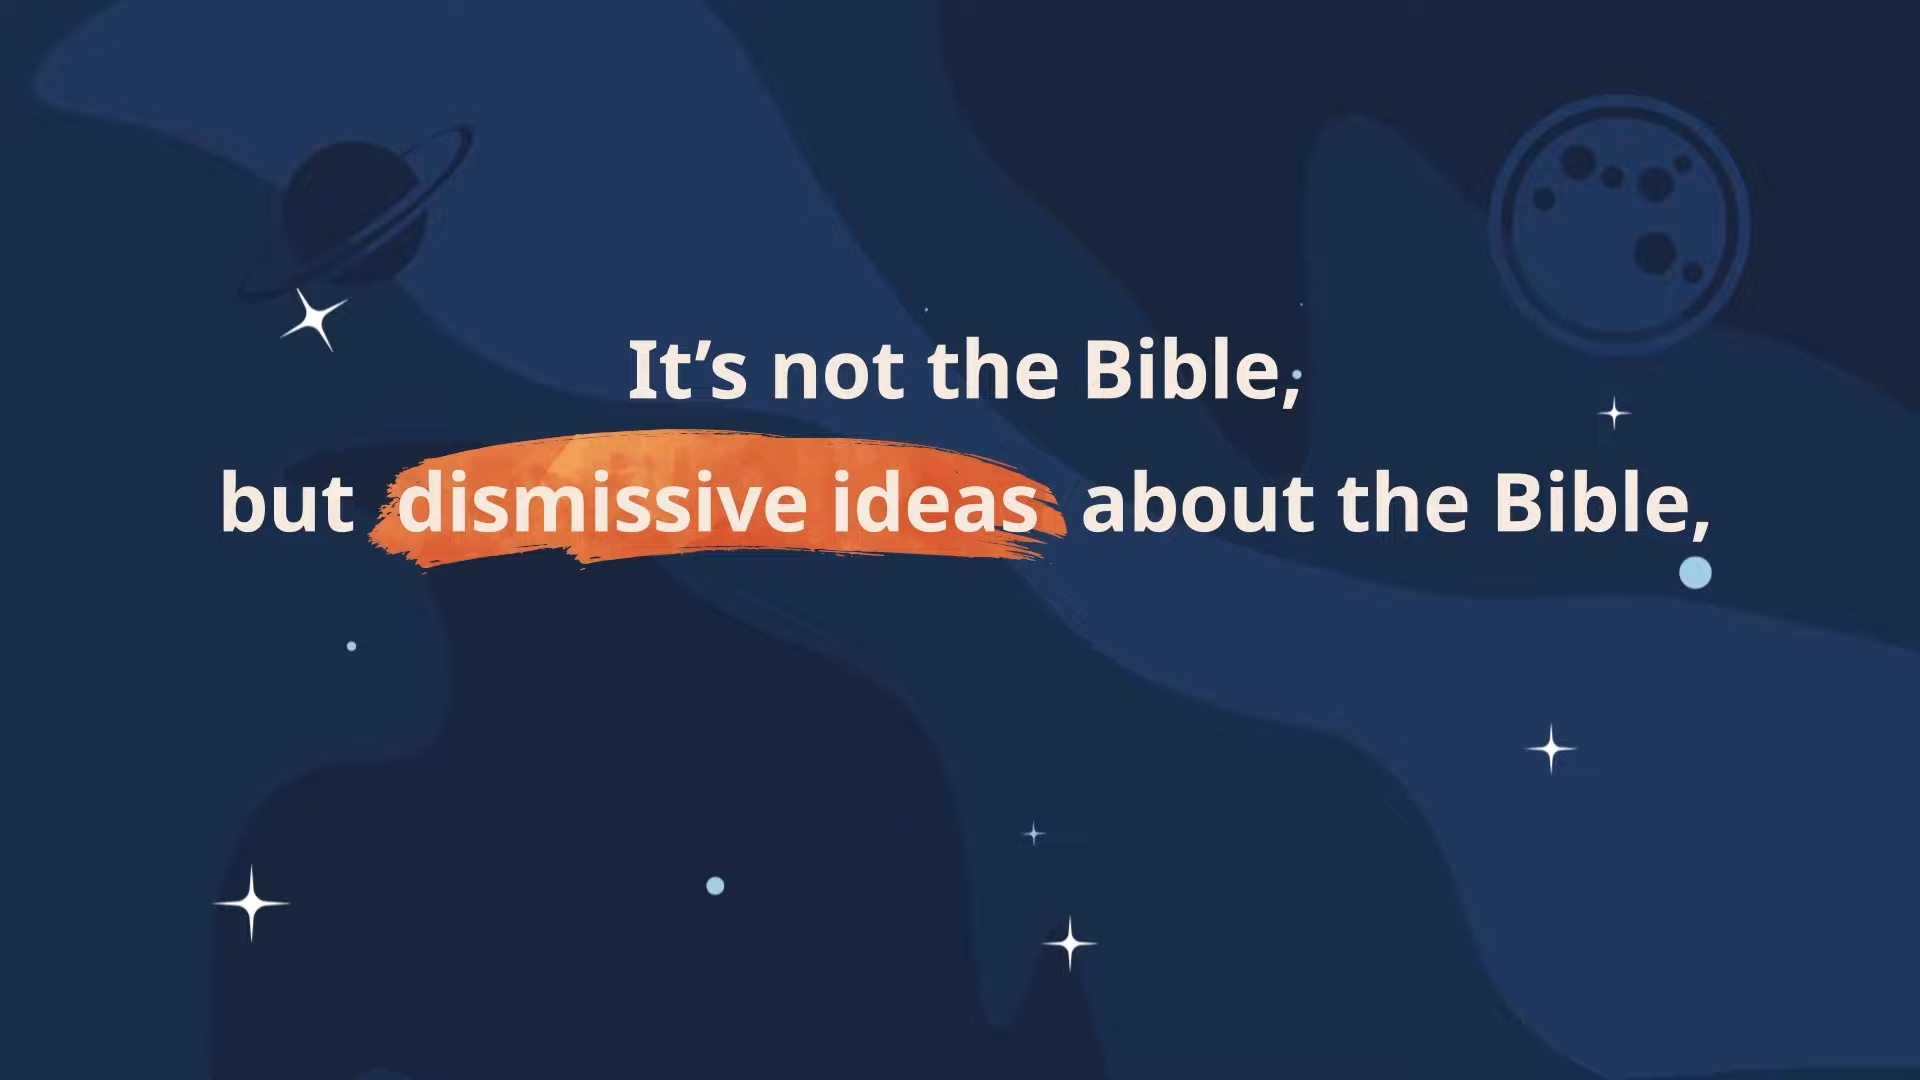 It’s not the Bible,
but dismissive ideas about the Bible,